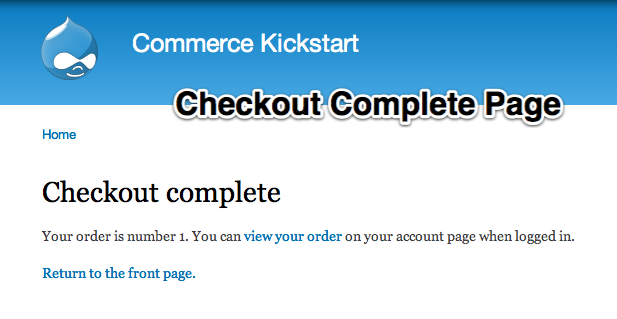 Commerce Kickstart
Checkout Complete Page
Home
Checkout complete
Your order is number 1. You can view your order on your account page when logged in.
Return to the front page.